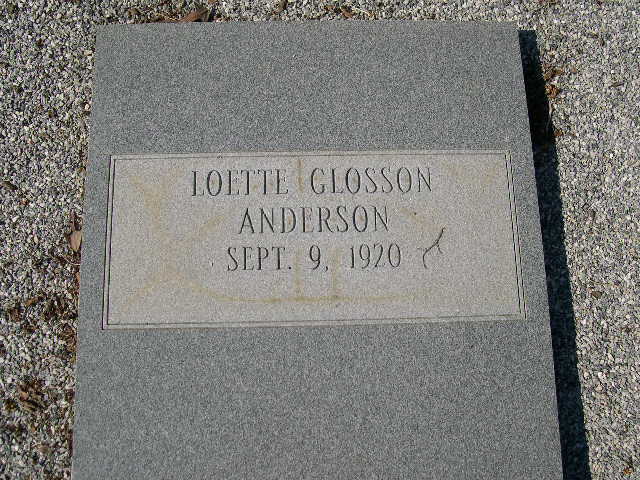 LOETTE GLOSSON
ANDERSON
SEPT. 9, 1920